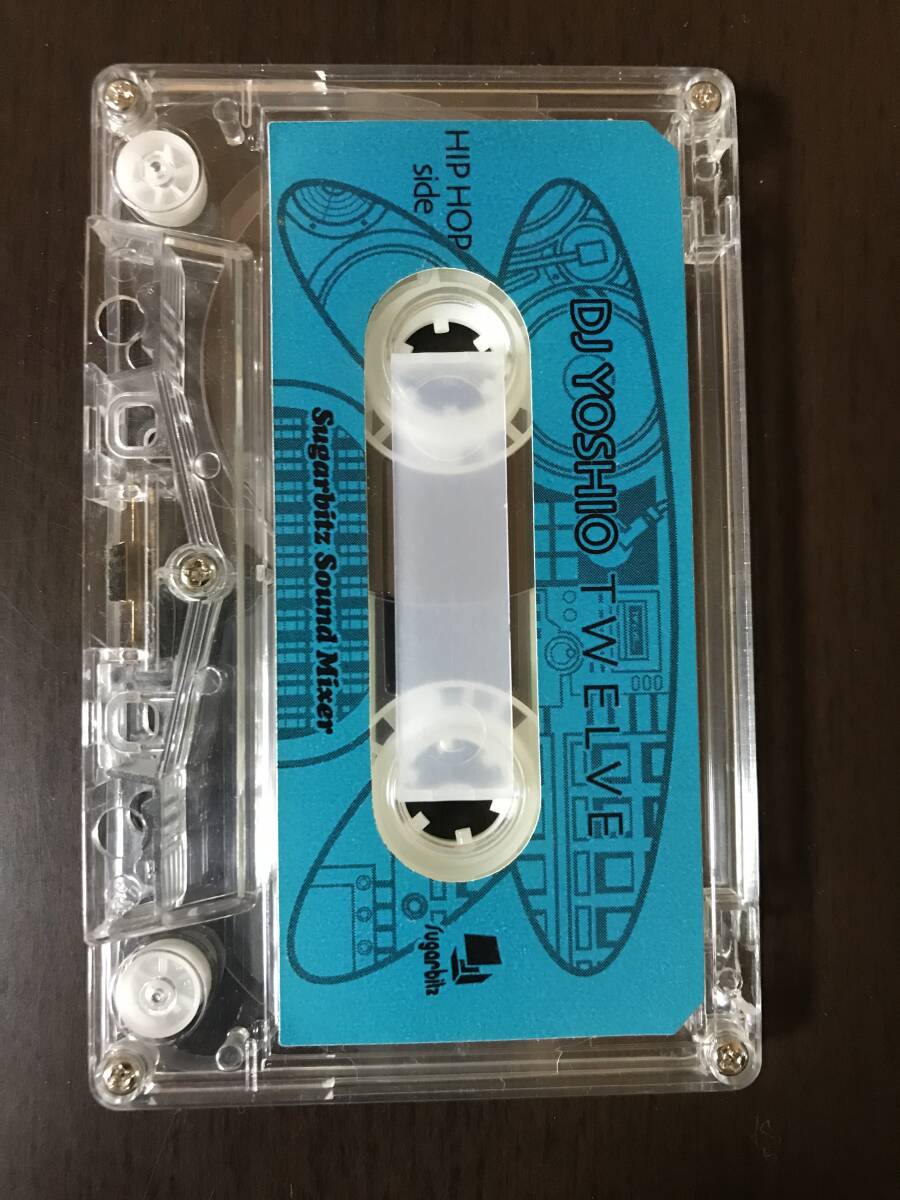 DJ YOSHIO TWELVE
HIP HOP
side
Sugarbitz Sound Mixer
Sugarbitz